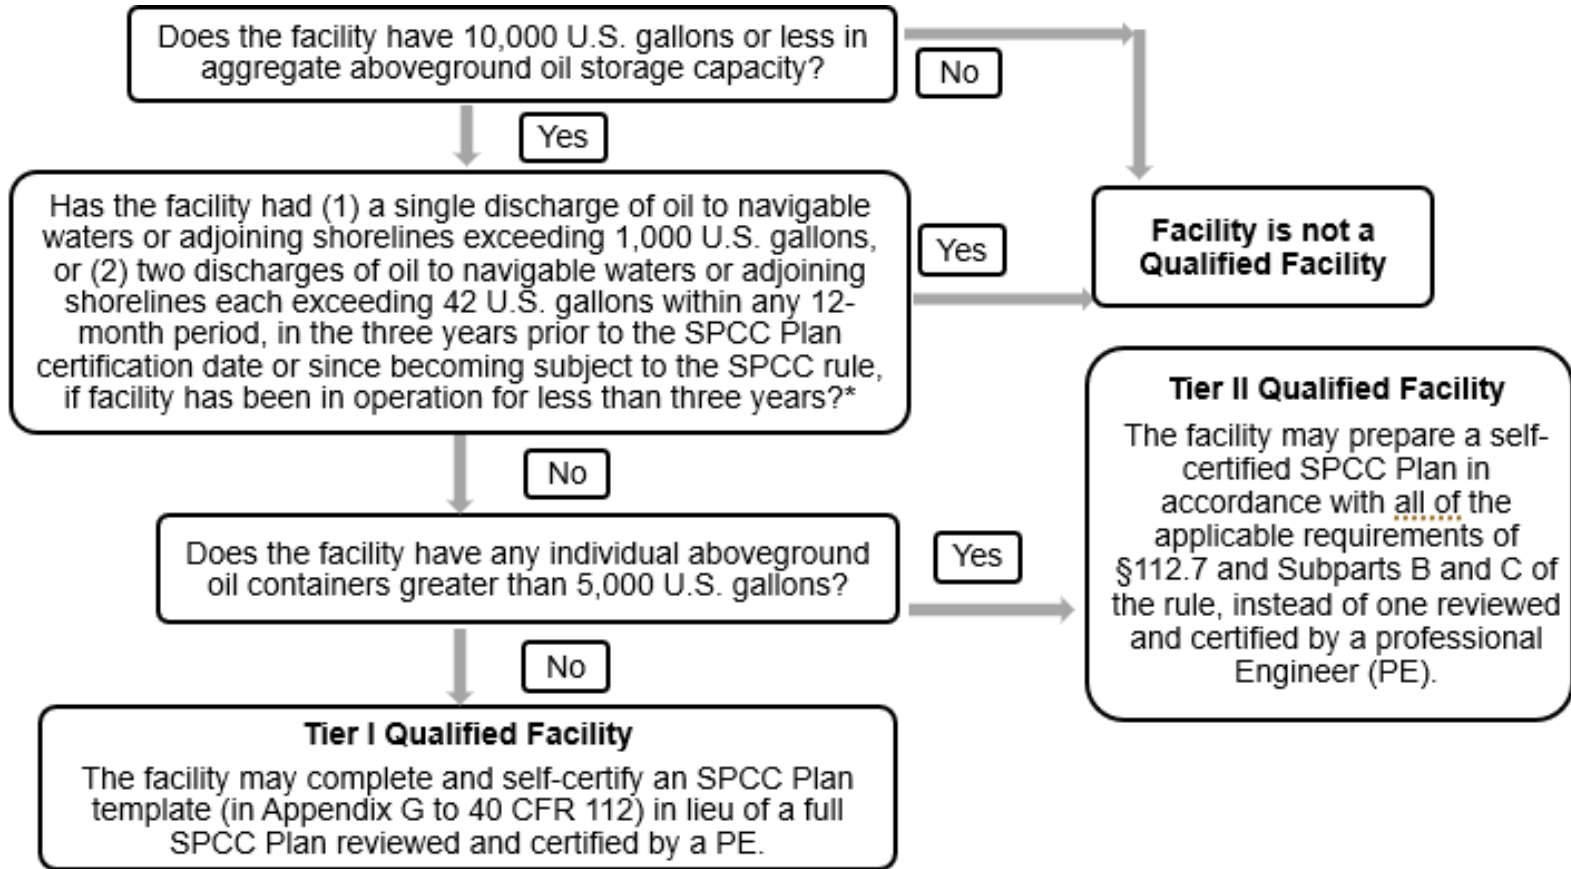 Does the facility have 10,000 U.S. gallons or less in
aggregate aboveground oil storage capacity?
No
Yes
Has the facility had (1) a single discharge of oil to navigable
waters or adjoining shorelines exceeding 1,000 U.S. gallons,
or (2) two discharges of oil to navigable waters or adjoining
shorelines each exceeding 42 U.S. gallons within any 12-
month period, in the three years prior to the SPCC Plan
certification date or since becoming subject to the SPCC rule,
if facility has been in operation for less than three years?*
Yes
Facility is not a
Qualified Facility
No
Does the facility have any individual aboveground
oil containers greater than 5,000 U.S. gallons?
Yes
Tier II Qualified Facility
The facility may prepare a self-
certified SPCC Plan in
accordance with all of the
applicable requirements of
§112.7 and Subparts B and C of
the rule, instead of one reviewed
and certified by a professional
Engineer (PE).
No
Tier I Qualified Facility
The facility may complete and self-certify an SPCC Plan
template (in Appendix G to 40 CFR 112) in lieu of a full
SPCC Plan reviewed and certified by a PE.